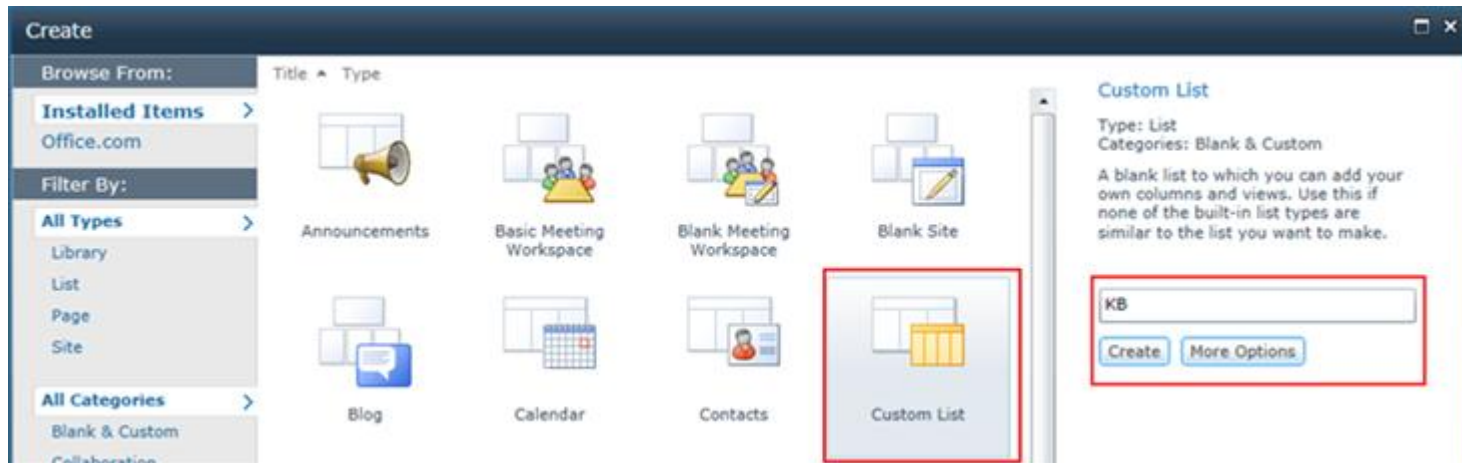 Create
Browse From:
Installed Items
Office.com
Filter By:
All Types
Library
List
Page
Site
All Categories
Blank & Custom
Collaboration
Title Type
Announcements
Basic Meeting
Workspace
Blank Meeting
Workspace
Blank Site
Blog
Calendar
Contacts
Custom List
Custom List
Type: List
Categories: Blank & Custom
A blank list to which you can add your
own columns and views. Use this if
none of the built-in list types are
similar to the list you want to make.
KB
Create More Options